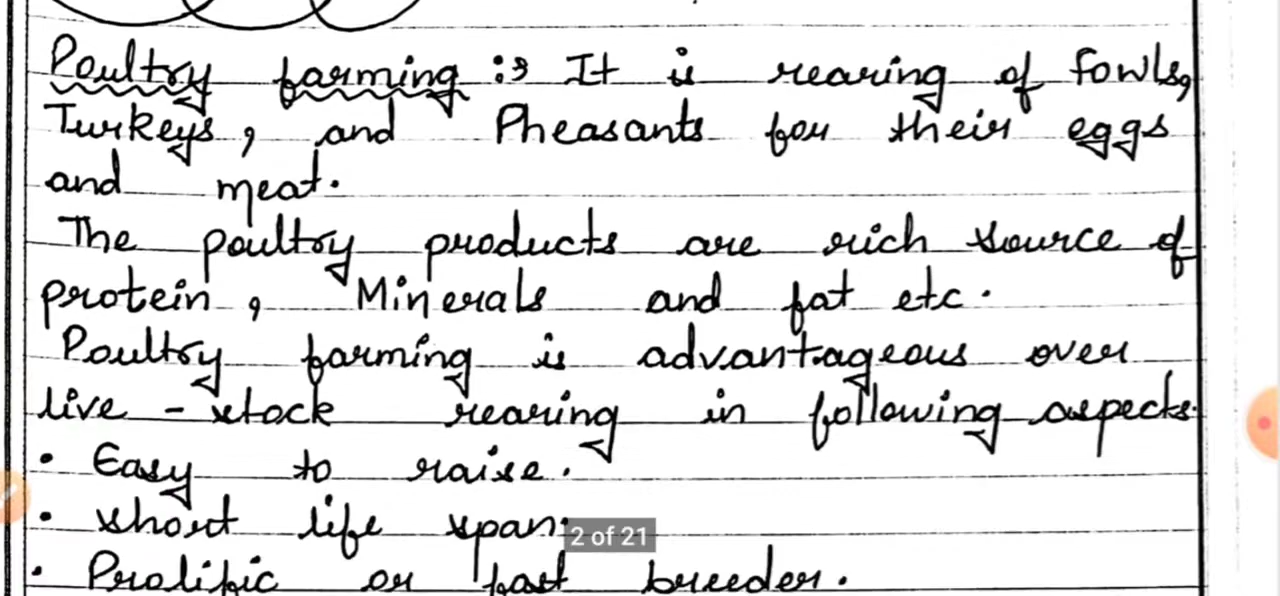 Poultry farming :> It is rearing of Fowls,
Turkeys, and Pheasants for their eggs
and meat.
The poultry products are rich source of
protein, Minerals and fat etc.
Poultry farming is advantageous over
live - stock rearing in following aspects.
• Easy to raise.
• short life span.
2 of 21
• Prolific or fast breeder.